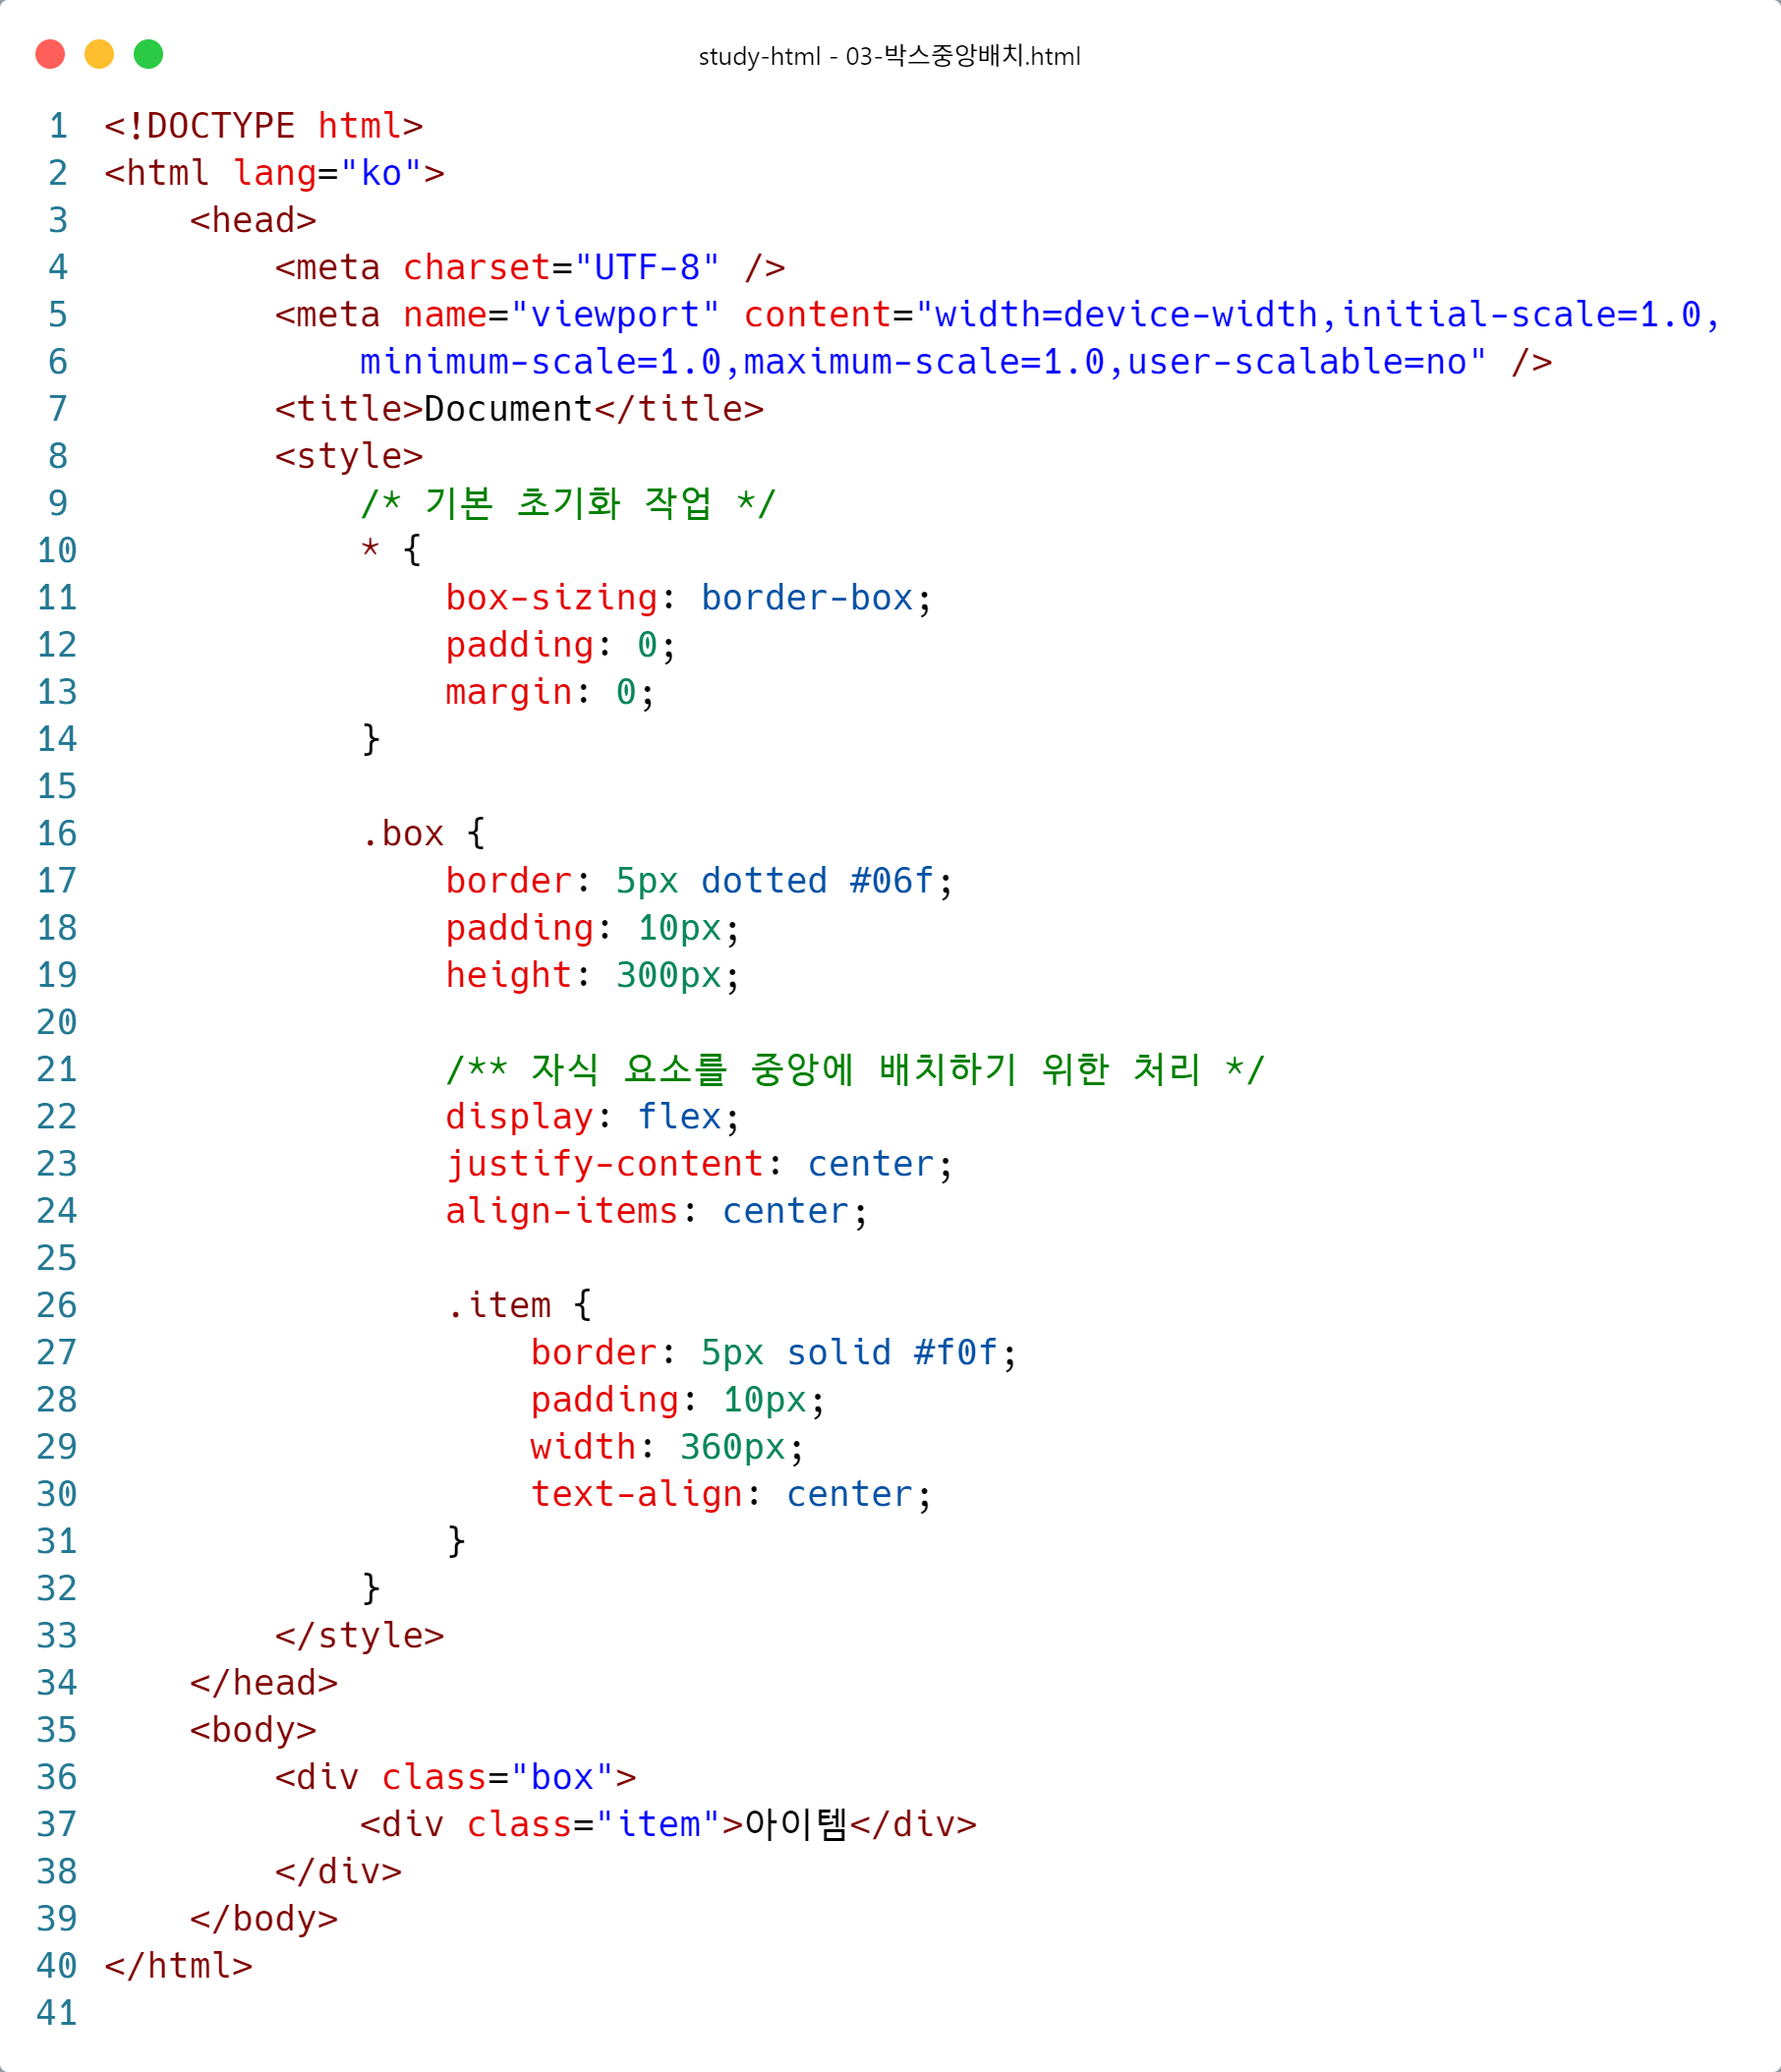 study-html - 03-박스중앙배치.html
1 <!DOCTYPE html>
2 <html lang="ko">
3     <head>
4         <meta charset="UTF-8" />
5         <meta name="viewport" content="width=device-width,initial-scale=1.0,
6             minimum-scale=1.0,maximum-scale=1.0,user-scalable=no" />
7         <title>Document</title>
8         <style>
9             /* 기본 초기화 작업 */
10             * {
11                 box-sizing: border-box;
12                 padding: 0;
13                 margin: 0;
14             }
15
16             .box {
17                 border: 5px dotted #06f;
18                 padding: 10px;
19                 height: 300px;
20
21                 /** 자식 요소를 중앙에 배치하기 위한 처리 */
22                 display: flex;
23                 justify-content: center;
24                 align-items: center;
25
26                 .item {
27                     border: 5px solid #f0f;
28                     padding: 10px;
29                     width: 360px;
30                     text-align: center;
31                 }
32             }
33         </style>
34     </head>
35     <body>
36         <div class="box">
37             <div class="item">아이템</div>
38         </div>
39     </body>
40 </html>
41